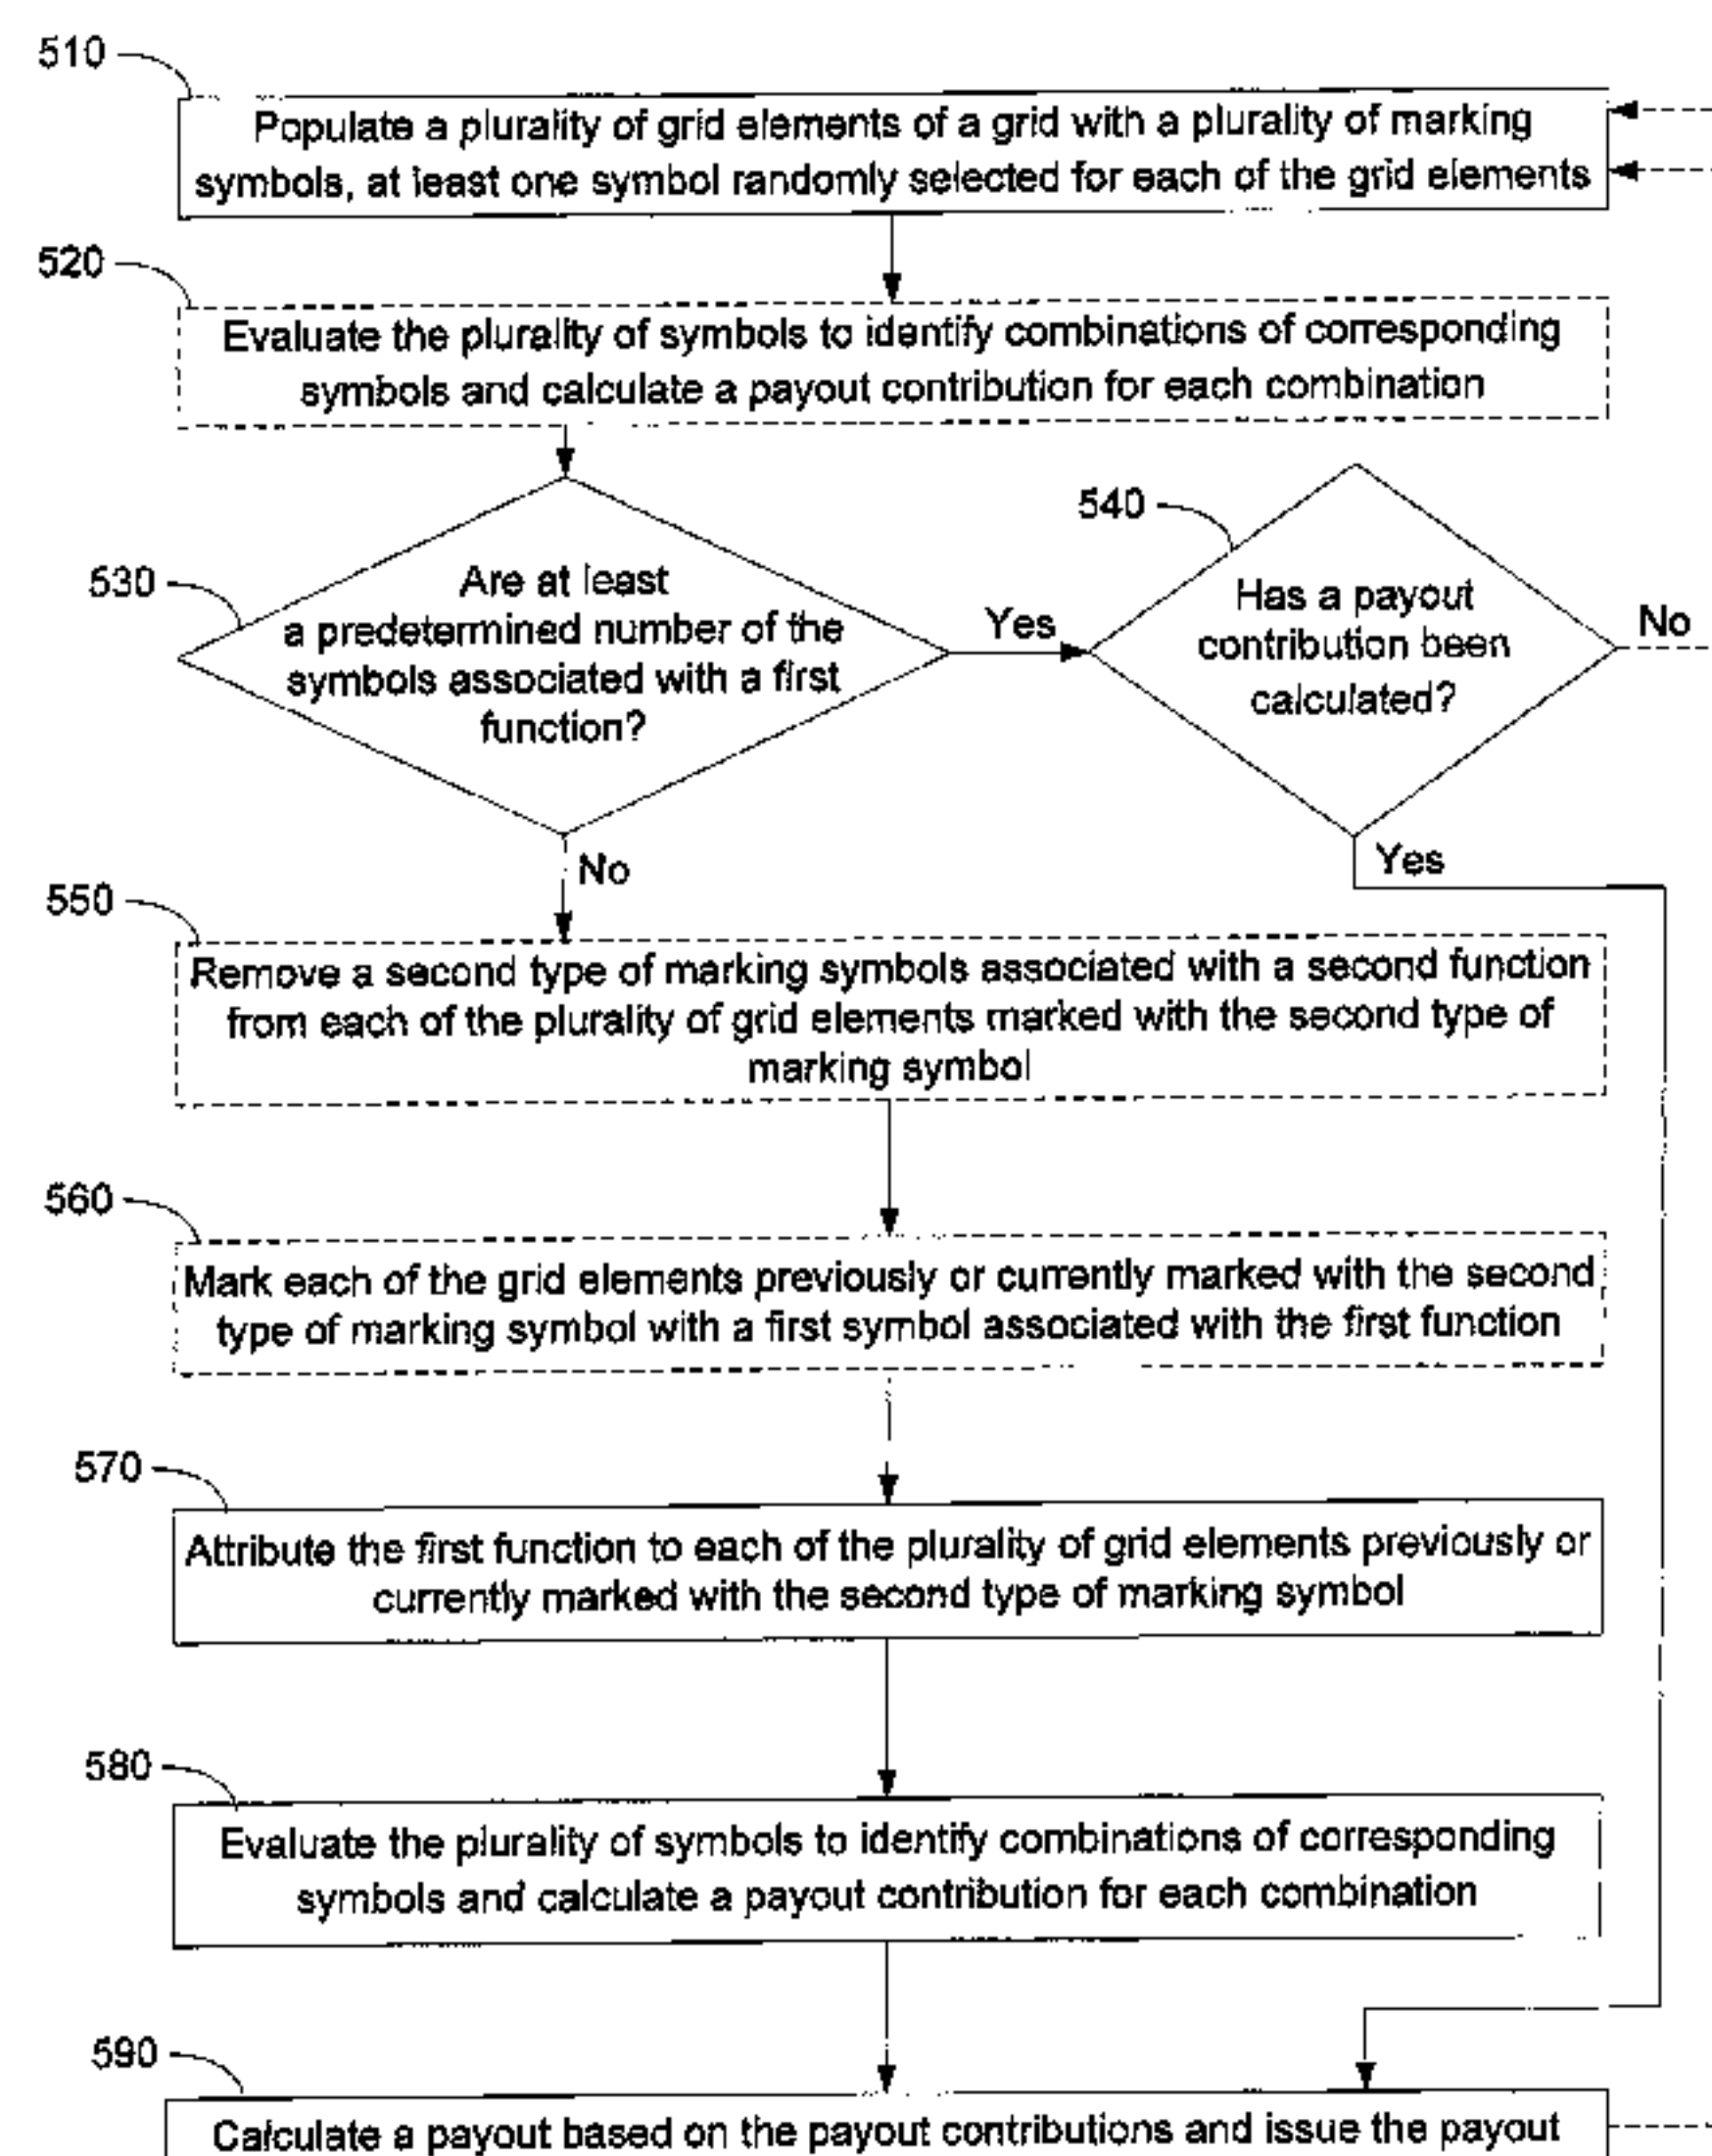 510
Populate a plurality of grid elements of a grid with a plurality of marking
symbols, at least one symbol randomly selected for each of the grid elements
520
Evaluate the plurality of symbols to identify combinations of corresponding
symbols and calculate a payout contribution for each combination
530
Are at least
a predetermined number of the
symbols associated with a first
function?
Yes
540
Has a payout
contribution been
calculated?
No
Yes
No
550
Remove a second type of marking symbols associated with a second function
from each of the plurality of grid elements marked with the second type of
marking symbol
560
Mark each of the grid elements previously or currently marked with the second
type of marking symbol with a first symbol associated with the first function
570
Attribute the first function to each of the plurality of grid elements previously or
currently marked with the second type of marking symbol
580
Evaluate the plurality of symbols to identify combinations of corresponding
symbols and calculate a payout contribution for each combination
590
Calculate a payout based on the payout contributions and issue the payout